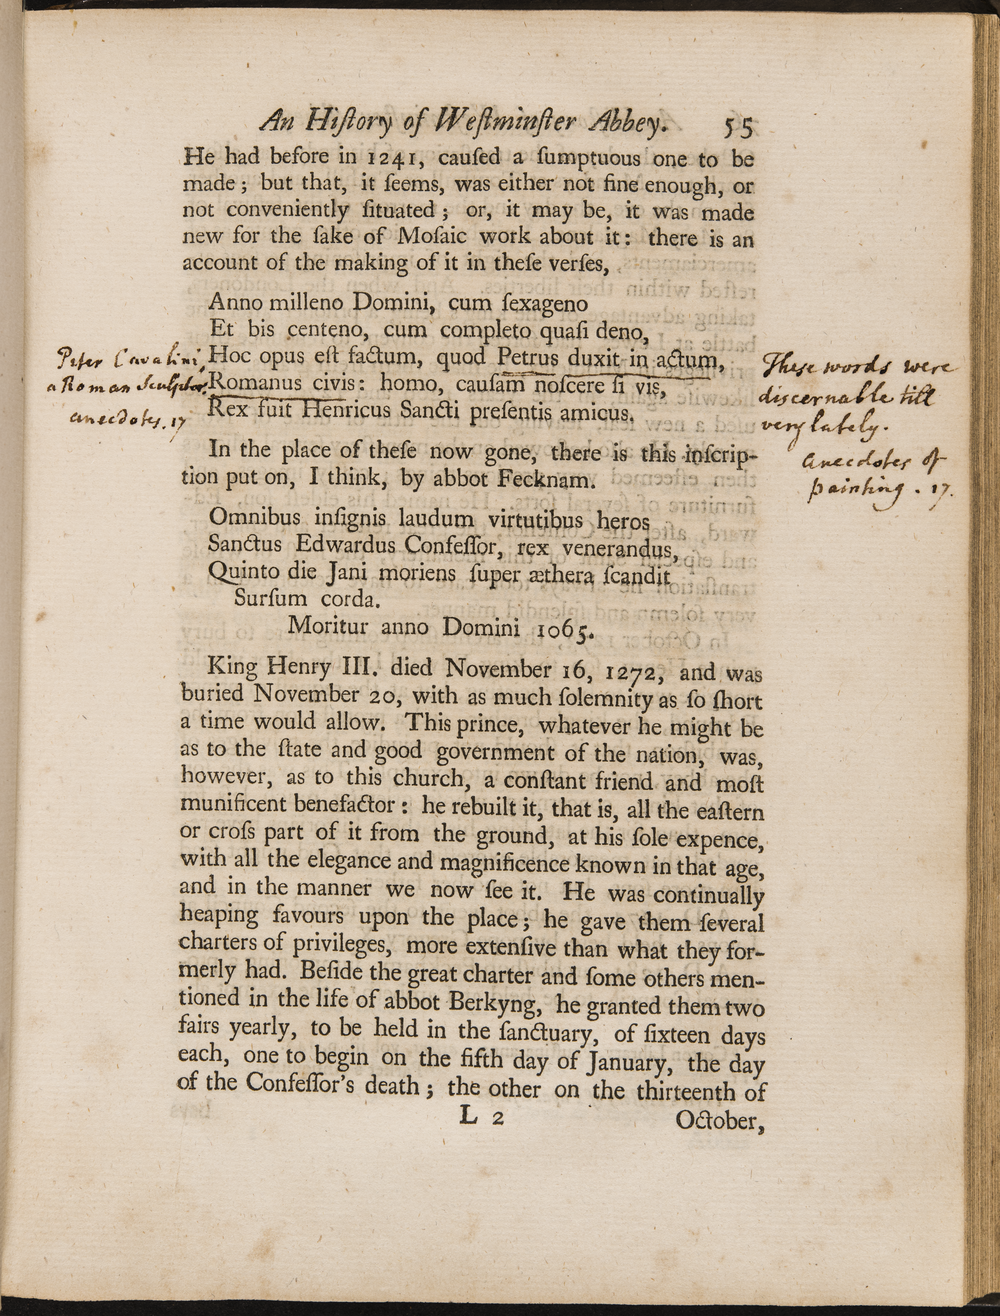 An Hiſtory of Weſtminſter Abbey. 55
He had before in 1241, cauſed a ſumptuous one to be
made; but that, it ſeems, was either not fine enough, or
not conveniently ſituated; or, it may be, it was made
new for the ſake of Moſaic work about it: there is an
account of the making of it in theſe verſes,
Anno milleno Domini, cum ſexageno
Et bis centeno, cum completo quaſi deno,
Hoc opus eſt factum, quod Petrus duxit in actum,
Romanus civis: homo, cauſam noſcere ſi vis,
Rex fuit Henricus Sancti preſentis amicus.
Peter Cavalini,
a Roman Sculptor.
anecdotes. 17
These words were
discernable till
very lately.
anecdotes of
painting. 17.
In the place of theſe now gone, there is this inſcrip-
tion put on, I think, by abbot Fecknam.
Omnibus inſignis laudum virtutibus heros
Sanctus Edwardus Confeſſor, rex venerandus,
Quinto die Jani moriens ſuper æthera ſcandit
Surſum corda.
Moritur anno Domini 1065.
King Henry III. died November 16, 1272, and was
buried November 20, with as much ſolemnity as ſo ſhort
a time would allow. This prince, whatever he might be
as to the ſtate and good government of the nation, was,
however, as to this church, a conſtant friend and moſt
munificent benefactor: he rebuilt it, that is, all the eaſtern
or croſs part of it from the ground, at his ſole expence,
with all the elegance and magnificence known in that age,
and in the manner we now ſee it. He was continually
heaping favours upon the place; he gave them ſeveral
charters of privileges, more extenſive than what they for-
merly had. Beſide the great charter and ſome others men-
tioned in the life of abbot Berkyng, he granted them two
fairs yearly, to be held in the ſanctuary, of ſixteen days
each, one to begin on the fifth day of January, the day
of the Confeſſor's death; the other on the thirteenth of
L 2 October,